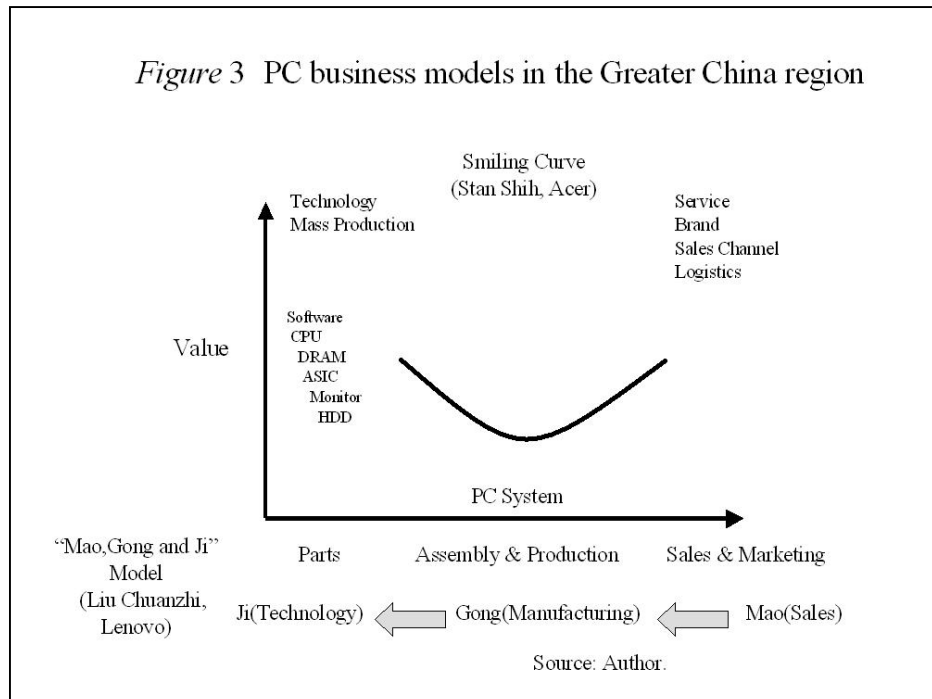 Figure 3 PC business models in the Greater China region
Smiling Curve
(Stan Shih, Acer)
Technology
Mass Production
Service
Brand
Sales Channel
Logistics
Value
Software
CPU
DRAM
ASIC
Monitor
HDD
PC System
“Mao,Gong and Ji”
Model
(Liu Chuanzhi,
Lenovo)
Parts
Assembly & Production
Sales & Marketing
Ji(Technology)
Gong(Manufacturing)
Mao(Sales)
Source: Author.